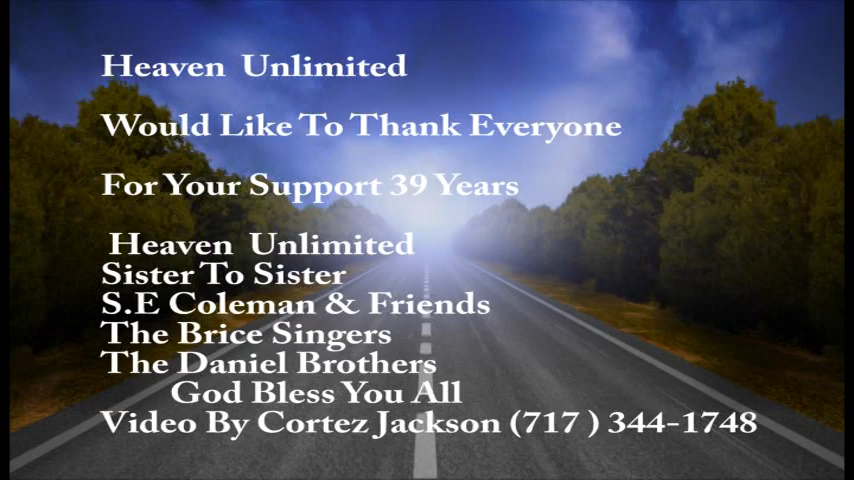 Heaven Unlimited
Would Like To Thank Everyone
For Your Support 39 Years
Heaven Unlimited
Sister To Sister
S.E Coleman & Friends
The Brice Singers
The Daniel Brothers
God Bless You All
Video By Cortez Jackson (717 ) 344-1748